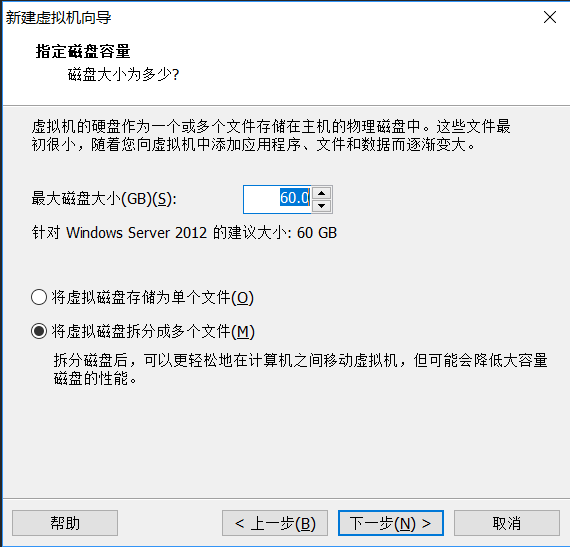 新建虚拟机向导
指定磁盘容量
磁盘大小为多少?
虚拟机的硬盘作为一个或多个文件存储在主机的物理磁盘中。这些文件最
初很小，随着您向虚拟机中添加应用程序、文件和数据而逐渐变大。
最大磁盘大小(GB)(S): 60.0
针对 Windows Server 2012 的建议大小: 60 GB
将虚拟磁盘存储为单个文件(O)
将虚拟磁盘拆分成多个文件(M)
拆分磁盘后，可以更轻松地在计算机之间移动虚拟机，但可能会降低大容量
磁盘的性能。
帮助 < 上一步(B) 下一步(N) > 取消